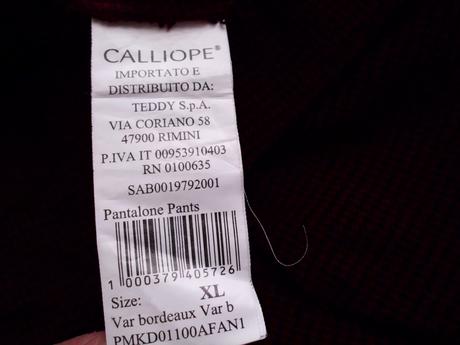 CALLIOPE®
IMPORTATO E
DISTRIBUITO DA:
TEDDY S.p.A.
VIA CORIANO 58
47900 RIMINI
P.IVA IT 00953910403
RN 0100635
SAB0019792001
Pantalone Pants
1 000379 405726
Size: XL
Var bordeaux Var b
PMKD01100AFAN1